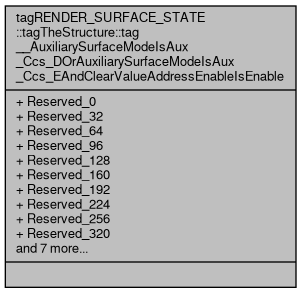 tagRENDER_SURFACE_STATE
::tagTheStructure::tag
__AuxiliarySurfaceModeIsAux
_Ccs_DOrAuxiliarySurfaceModeIsAux
_Ccs_EAndClearValueAddressEnableIsEnable
+ Reserved_0
+ Reserved_32
+ Reserved_64
+ Reserved_96
+ Reserved_128
+ Reserved_160
+ Reserved_192
+ Reserved_224
+ Reserved_256
+ Reserved_320
and 7 more...